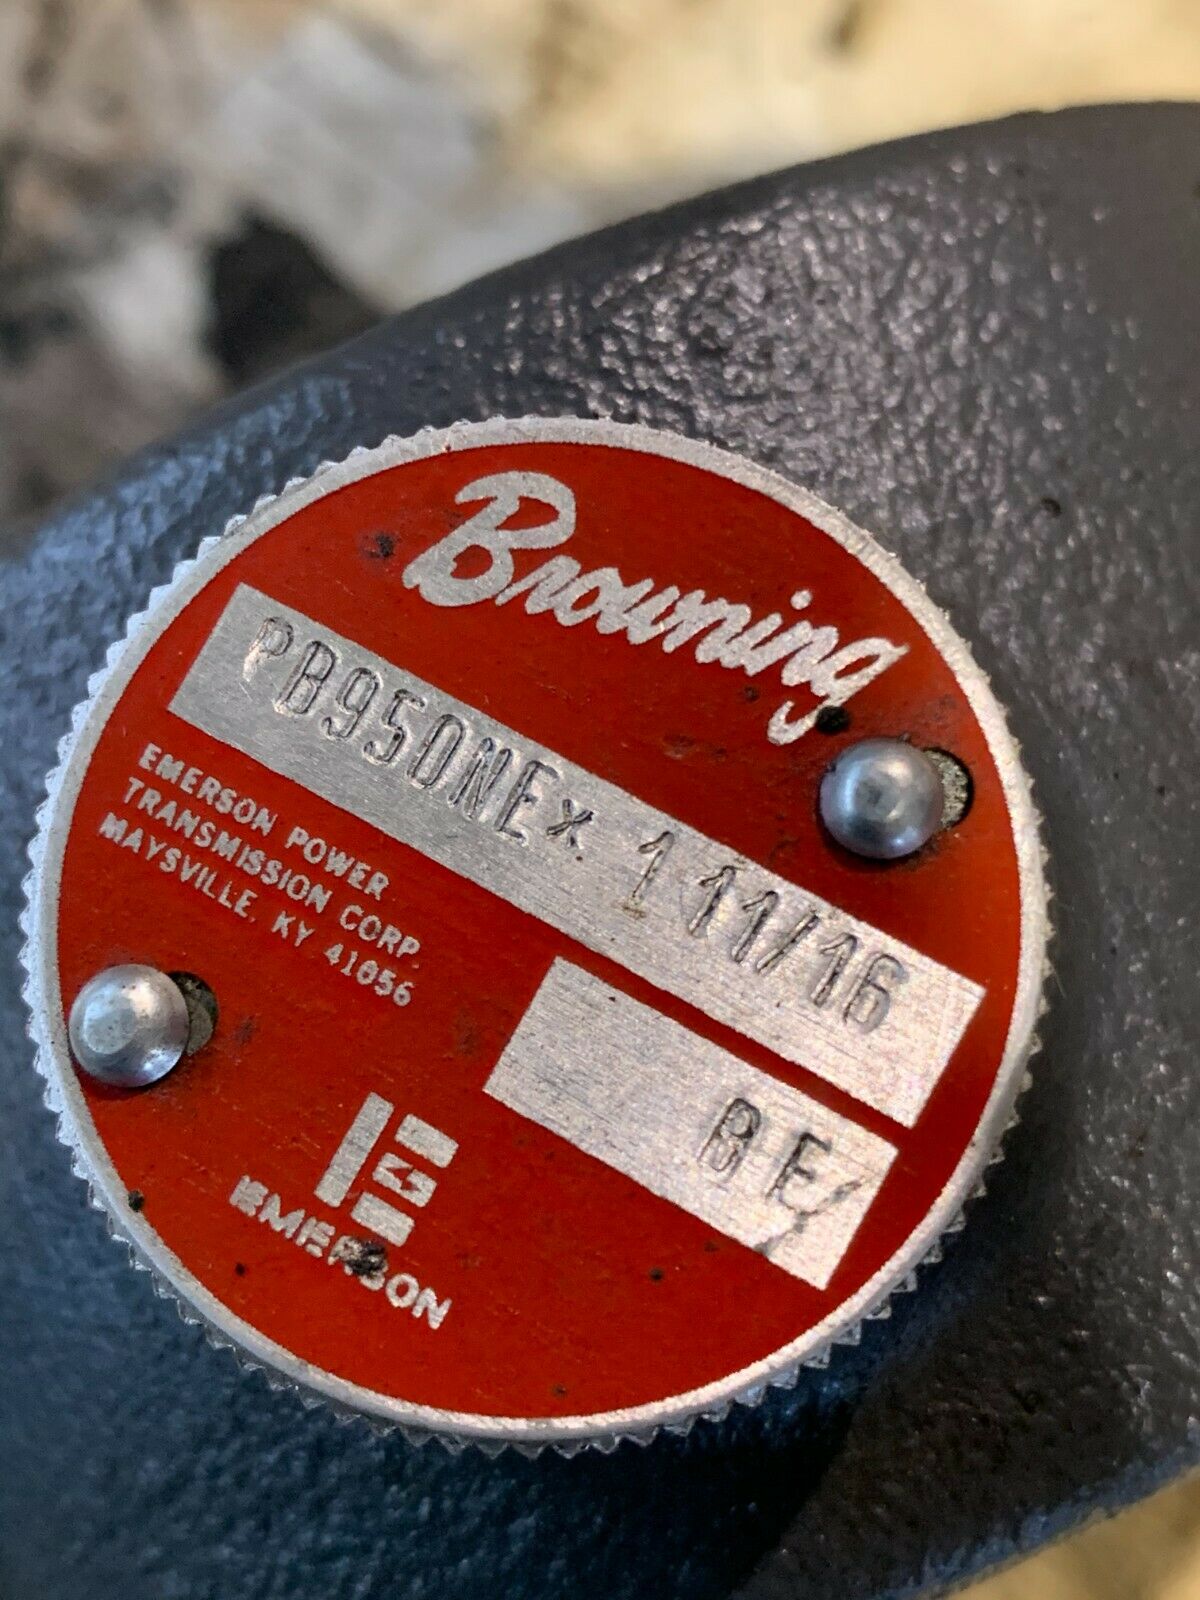 Browning
PB950NEx 1 11/16
EMERSON POWER
TRANSMISSION CORP.
MAYSVILLE, KY 41056
BE
EMERSON